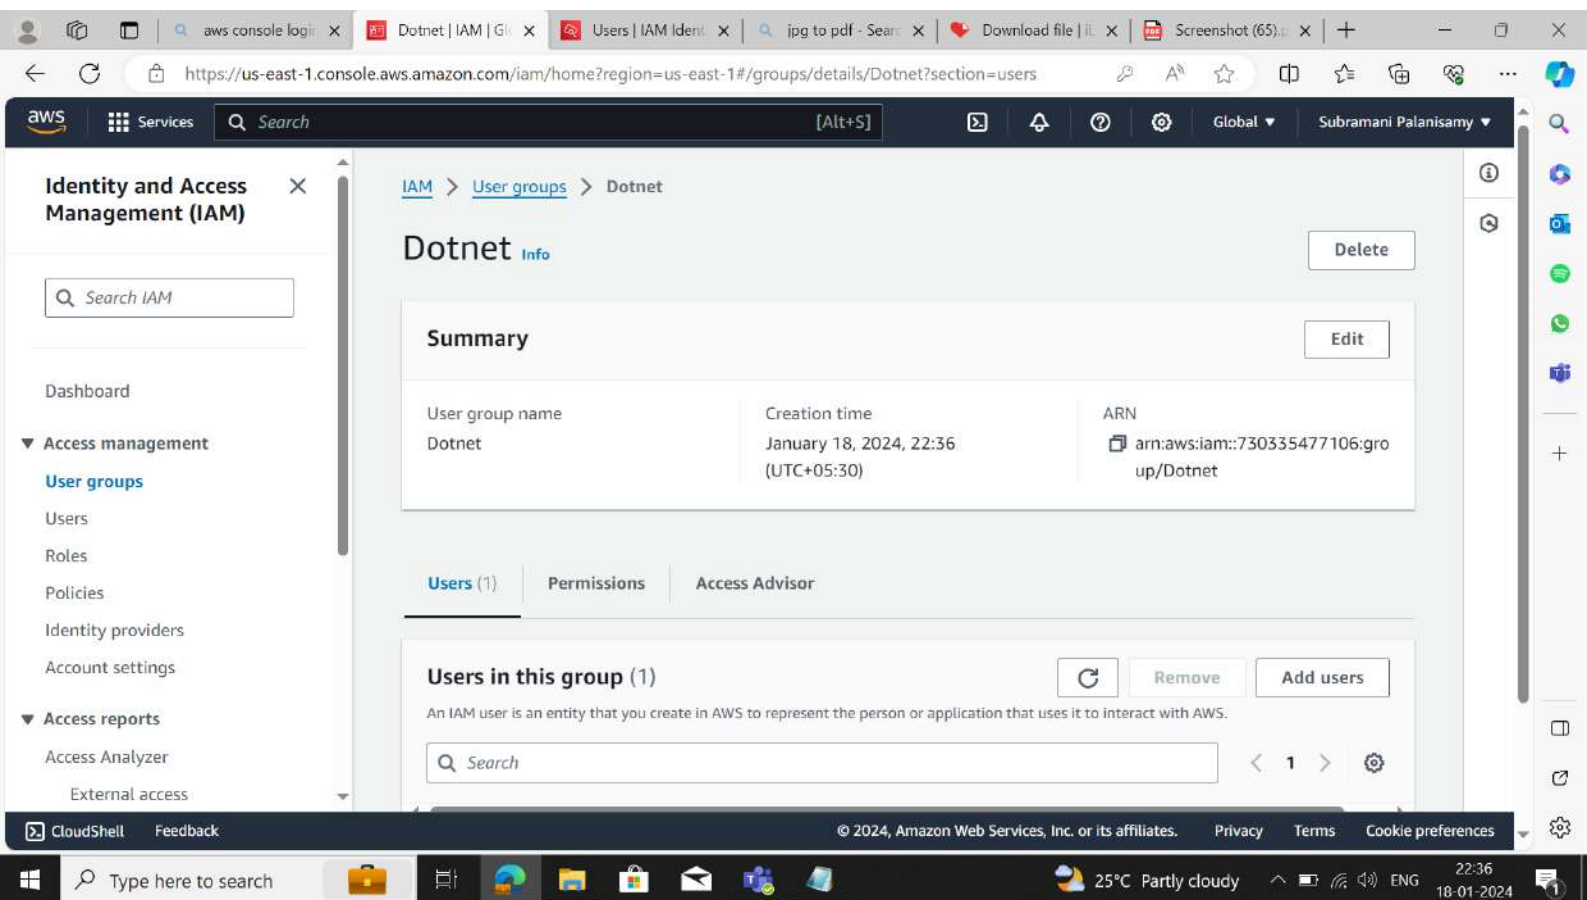 aws console login
Dotnet | IAM | Gl
Users | IAM Ident
jpg to pdf - Searc
Download file | iL
Screenshot (65).p
https://us-east-1.console.aws.amazon.com/iam/home?region=us-east-1#/groups/details/Dotnet?section=users
aws
Services
Search
[Alt+S]
Global
Subramani Palanisamy
Identity and Access
Management (IAM)
Search IAM
Dashboard
Access management
User groups
Users
Roles
Policies
Identity providers
Account settings
Access reports
Access Analyzer
External access
IAM > User groups > Dotnet
Dotnet Info
Delete
Summary
Edit
User group name
Dotnet
Creation time
January 18, 2024, 22:36
(UTC+05:30)
ARN
arn:aws:iam::730335477106:gro
up/Dotnet
Users (1)
Permissions
Access Advisor
Users in this group (1)
Remove
Add users
An IAM user is an entity that you create in AWS to represent the person or application that uses it to interact with AWS.
Search
1
CloudShell
Feedback
© 2024, Amazon Web Services, Inc. or its affiliates.
Privacy
Terms
Cookie preferences
Type here to search
25°C Partly cloudy
ENG
22:36
18-01-2024
1